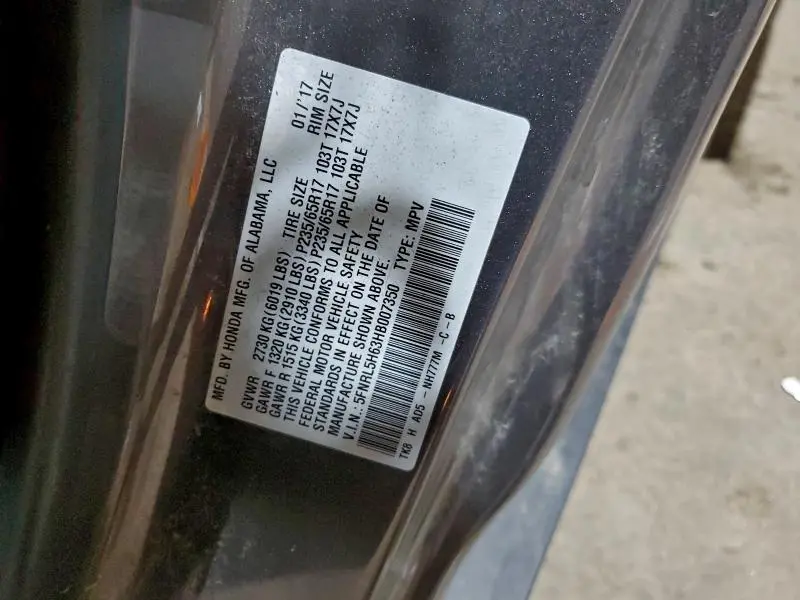 MFD. BY HONDA MFG. OF ALABAMA, LLC 01/'17
GVWR 2730 KG(6019 LBS) TIRE SIZE RIM SIZE
GAWR F 1320 KG(2910 LBS) P235/65R17 103T 17X7J
GAWR R 1515 KG(3340 LBS) P235/65R17 103T 17X7J
THIS VEHICLE CONFORMS TO ALL APPLICABLE
FEDERAL MOTOR VEHICLE SAFETY
STANDARDS IN EFFECT ON THE DATE OF
MANUFACTURE SHOWN ABOVE.
V.I.N.: 5FNRL5H63HB007350 TYPE: MPV
TK8 H A05 -NH777M -C-B